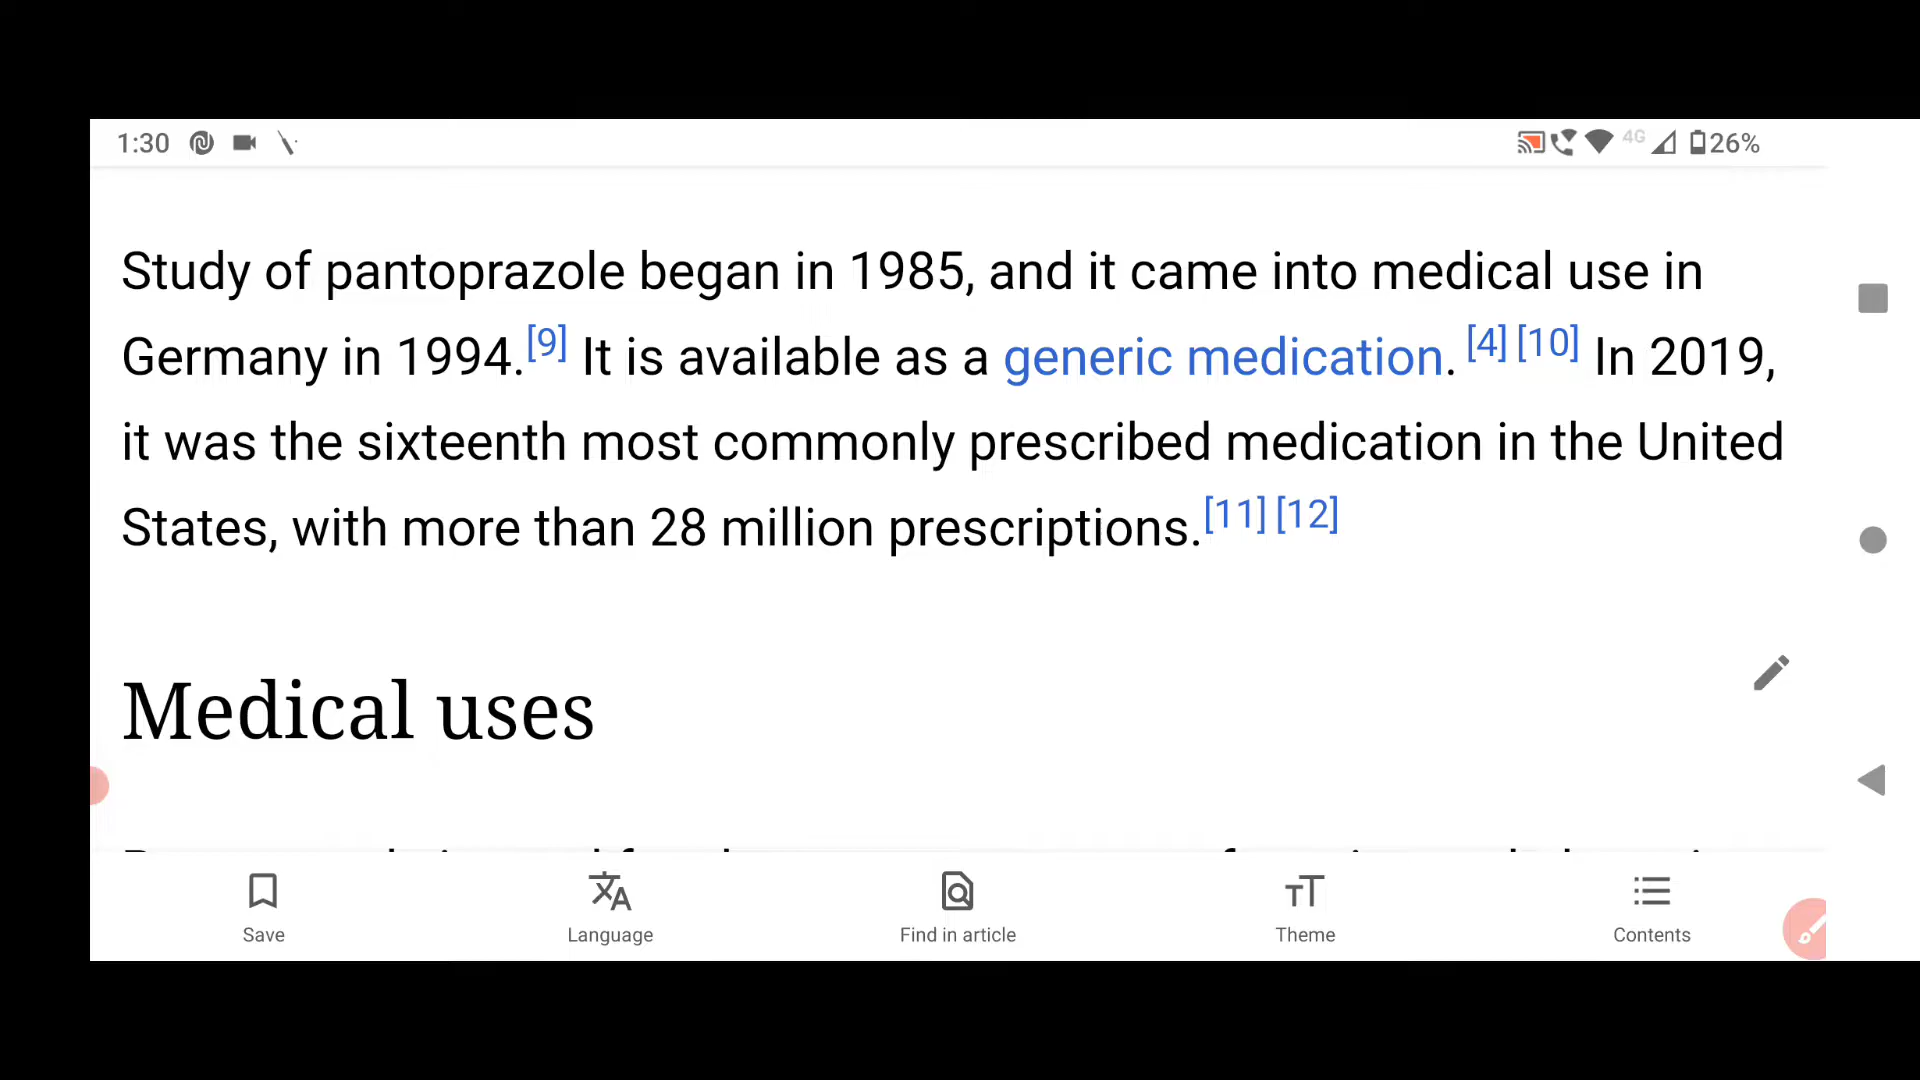 1:30
4G 26%
Study of pantoprazole began in 1985, and it came into medical use in
Germany in 1994.[9] It is available as a generic medication. [4] [10] In 2019,
it was the sixteenth most commonly prescribed medication in the United
States, with more than 28 million prescriptions.[11] [12]
Medical uses
Save
Language
Find in article
Theme
Contents